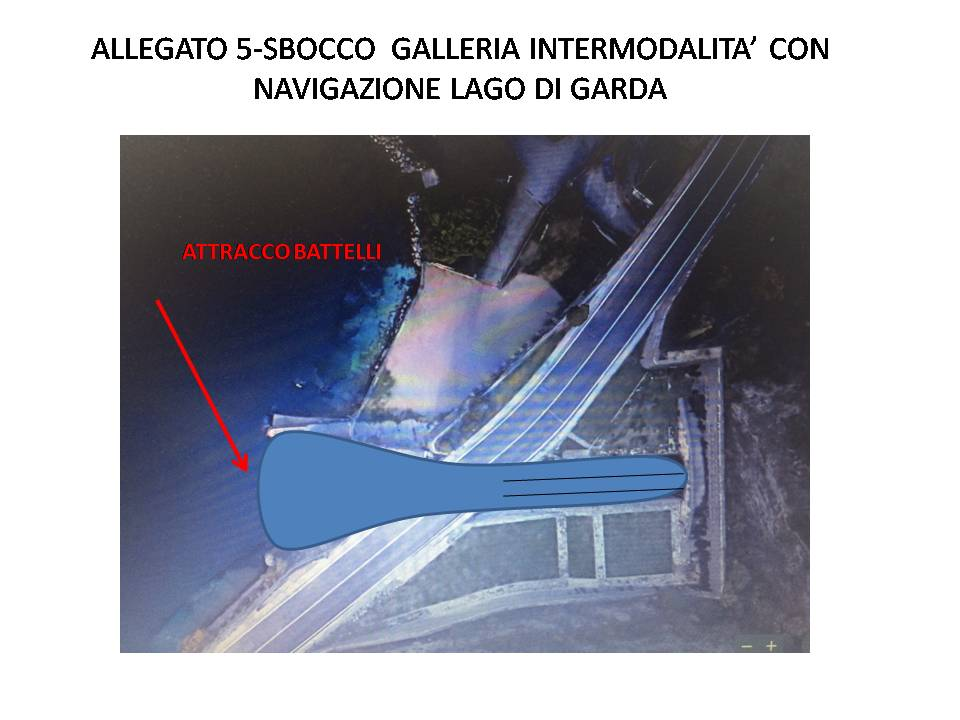 ALLEGATO 5-SBOCCO GALLERIA INTERMODALITA’ CON
NAVIGAZIONE LAGO DI GARDA
ATTRACCO BATTELLI
− +